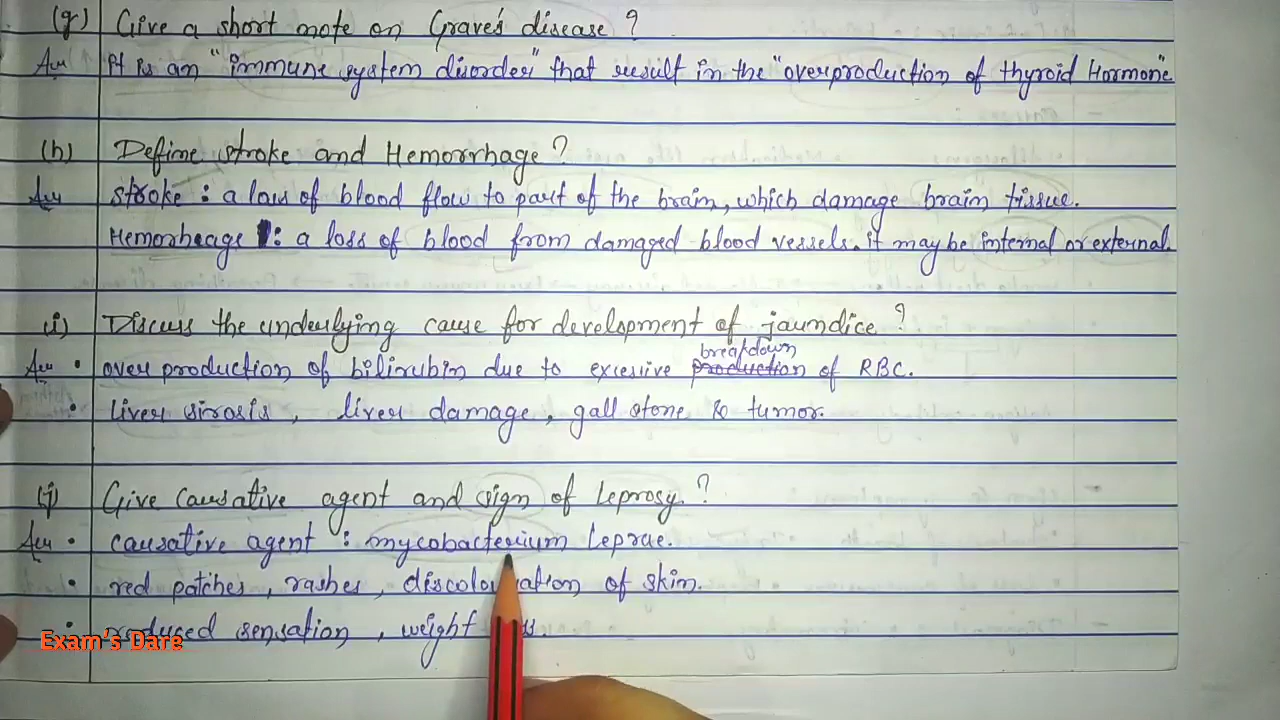 (g) Give a short note on Grave's disease ?
Ans It is an "immune system disorder" that result in the "overproduction of thyroid Hormone"
(h) Define stroke and Hemorrhage ?
Ans stroke : a loss of blood flow to part of the brain, which damage brain tissue.
Hemorrheage : a loss of blood from damaged blood vessels. it may be internal or external.
(i) Discuss the underlying cause for development of jaundice ?
breakdown
Ans • over production of bilirubin due to excessive production of RBC.
• liver sirosis, liver damage, gall stone & tumor.
(j) Give causative agent and sign of Leprosy ?
Ans • causative agent : mycobacterium Leprae.
• red patches, rashes, discolouration of skin.
• sensation, weight
Exam's Dare